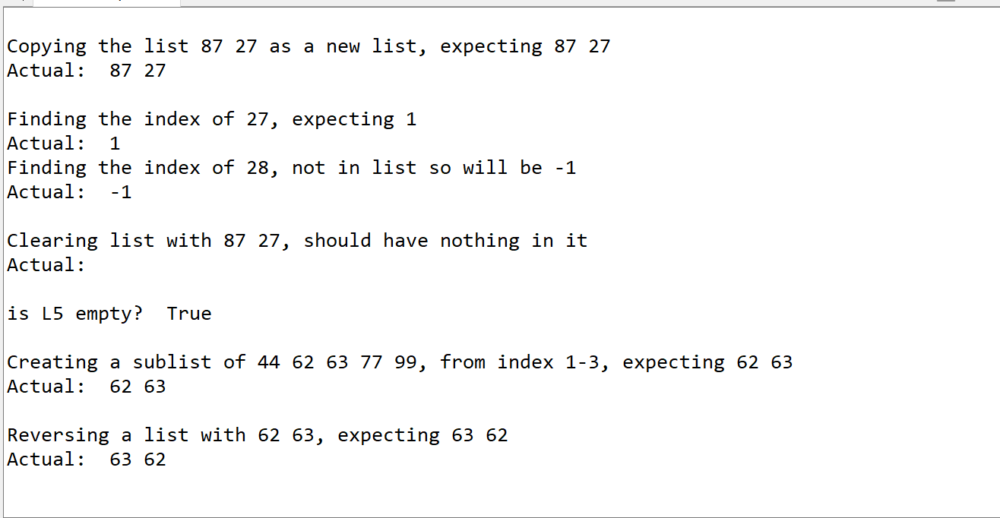 Copying the list 87 27 as a new list, expecting 87 27
Actual:  87 27
Finding the index of 27, expecting 1
Actual:  1
Finding the index of 28, not in list so will be -1
Actual:  -1
Clearing list with 87 27, should have nothing in it
Actual:
is L5 empty?  True
Creating a sublist of 44 62 63 77 99, from index 1-3, expecting 62 63
Actual:  62 63
Reversing a list with 62 63, expecting 63 62
Actual:  63 62